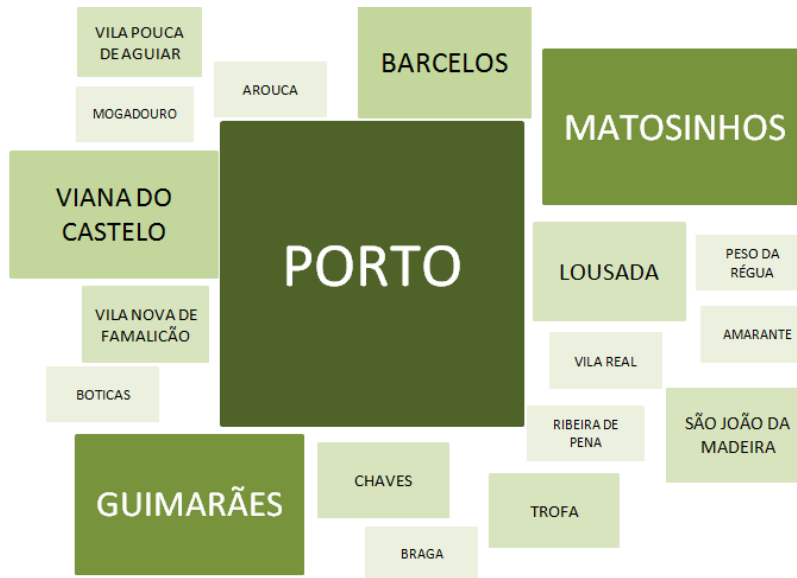 VILA POUCA
DE AGUIAR
BARCELOS
AROUCA
MATOSINHOS
MOGADOURO
VIANA DO
CASTELO
PORTO
LOUSADA
PESO DA
RÉGUA
VILA NOVA DE
FAMALICÃO
AMARANTE
VILA REAL
BOTICAS
RIBEIRA DE
PENA
SÃO JOÃO DA
MADEIRA
GUIMARÃES
CHAVES
TROFA
BRAGA